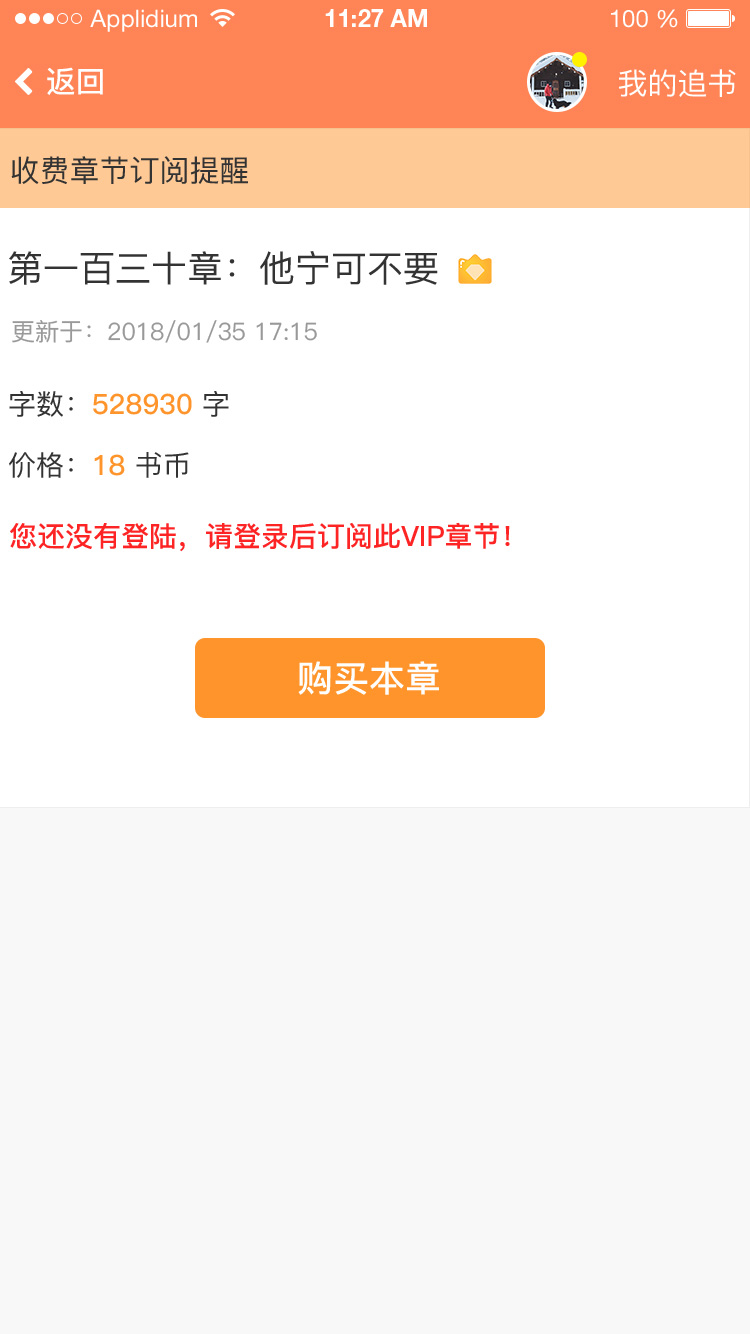 Applidium 11:27 AM 100 %
返回 我的追书
收费章节订阅提醒
第一百三十章：他宁可不要
更新于：2018/01/35 17:15
字数：528930 字
价格：18 书币
您还没有登陆，请登录后订阅此VIP章节！
购买本章